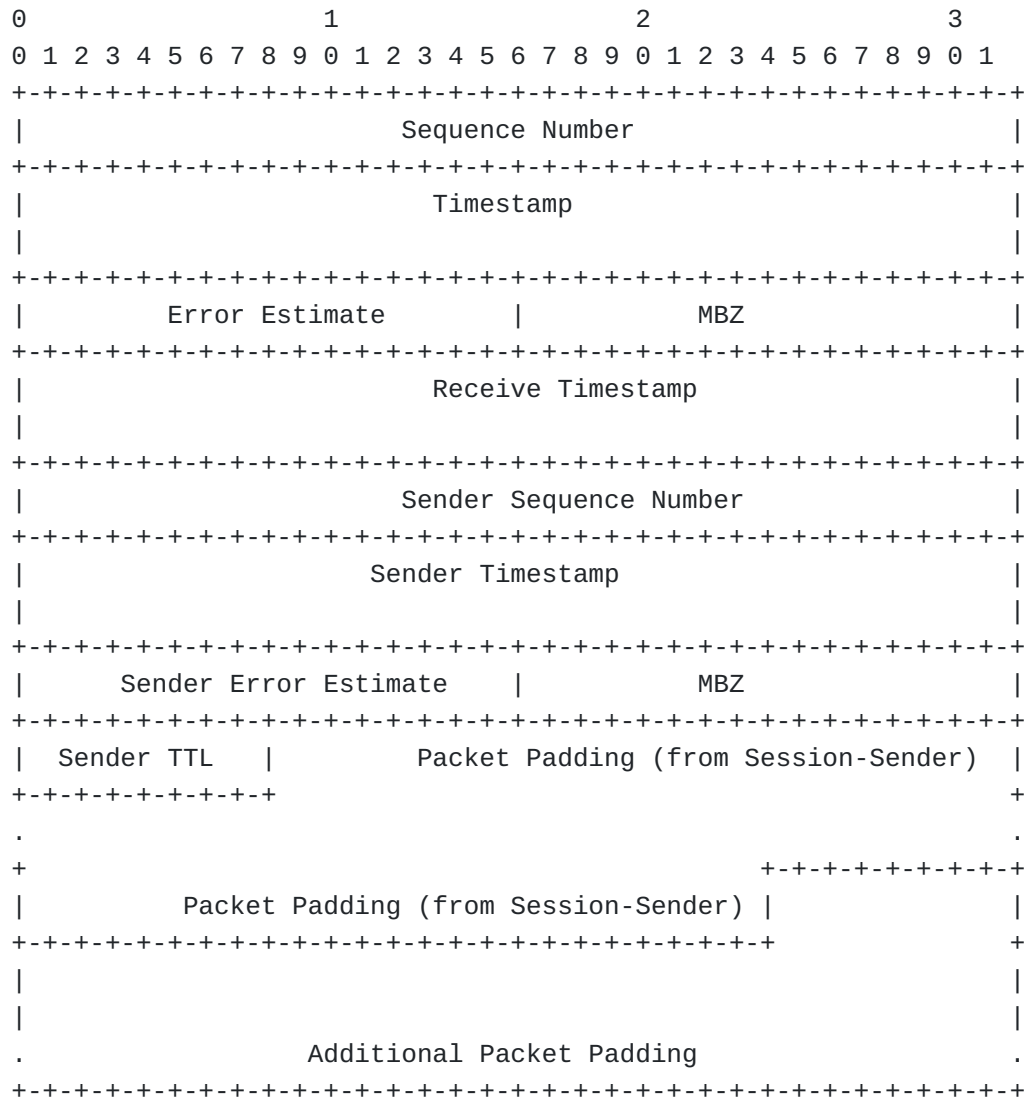 0                   1                   2                   3
0 1 2 3 4 5 6 7 8 9 0 1 2 3 4 5 6 7 8 9 0 1 2 3 4 5 6 7 8 9 0 1
+-+-+-+-+-+-+-+-+-+-+-+-+-+-+-+-+-+-+-+-+-+-+-+-+-+-+-+-+-+-+-+-+
|                        Sequence Number                        |
+-+-+-+-+-+-+-+-+-+-+-+-+-+-+-+-+-+-+-+-+-+-+-+-+-+-+-+-+-+-+-+-+
|                          Timestamp                            |
|                                                               |
+-+-+-+-+-+-+-+-+-+-+-+-+-+-+-+-+-+-+-+-+-+-+-+-+-+-+-+-+-+-+-+-+
|         Error Estimate        |           MBZ                 |
+-+-+-+-+-+-+-+-+-+-+-+-+-+-+-+-+-+-+-+-+-+-+-+-+-+-+-+-+-+-+-+-+
|                          Receive Timestamp                    |
|                                                               |
+-+-+-+-+-+-+-+-+-+-+-+-+-+-+-+-+-+-+-+-+-+-+-+-+-+-+-+-+-+-+-+-+
|                        Sender Sequence Number                 |
+-+-+-+-+-+-+-+-+-+-+-+-+-+-+-+-+-+-+-+-+-+-+-+-+-+-+-+-+-+-+-+-+
|                      Sender Timestamp                         |
|                                                               |
+-+-+-+-+-+-+-+-+-+-+-+-+-+-+-+-+-+-+-+-+-+-+-+-+-+-+-+-+-+-+-+-+
|      Sender Error Estimate    |           MBZ                 |
+-+-+-+-+-+-+-+-+-+-+-+-+-+-+-+-+-+-+-+-+-+-+-+-+-+-+-+-+-+-+-+-+
|  Sender TTL   |         Packet Padding (from Session-Sender)  |
+-+-+-+-+-+-+-+-+                                               +
.                                                               .
+                                               +-+-+-+-+-+-+-+-+
|          Packet Padding (from Session-Sender) |               |
+-+-+-+-+-+-+-+-+-+-+-+-+-+-+-+-+-+-+-+-+-+-+-+-+               +
|                                                               |
|                                                               |
.                  Additional Packet Padding                    .
+-+-+-+-+-+-+-+-+-+-+-+-+-+-+-+-+-+-+-+-+-+-+-+-+-+-+-+-+-+-+-+-+